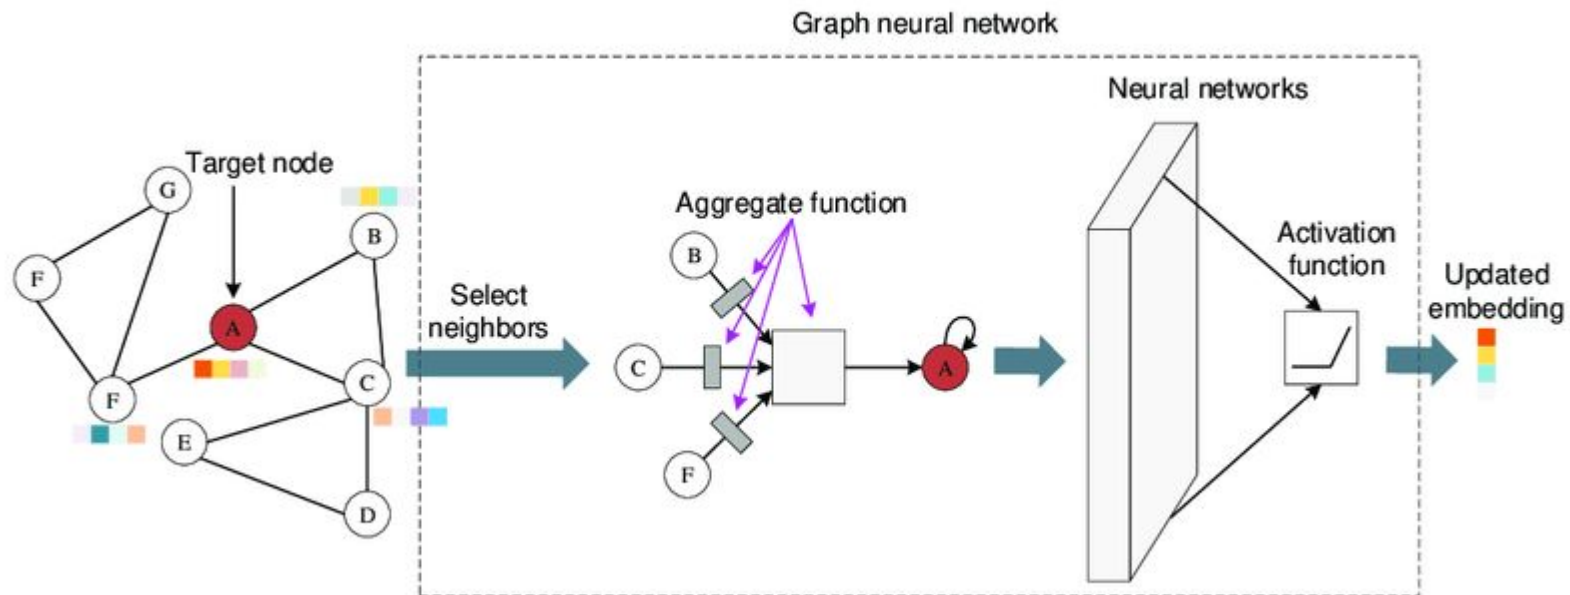 Graph neural network
Neural networks
Target node
G
B
F
A
F
C
E
D
Select
neighbors
Aggregate function
B
C
F
A
Activation
function
Updated
embedding